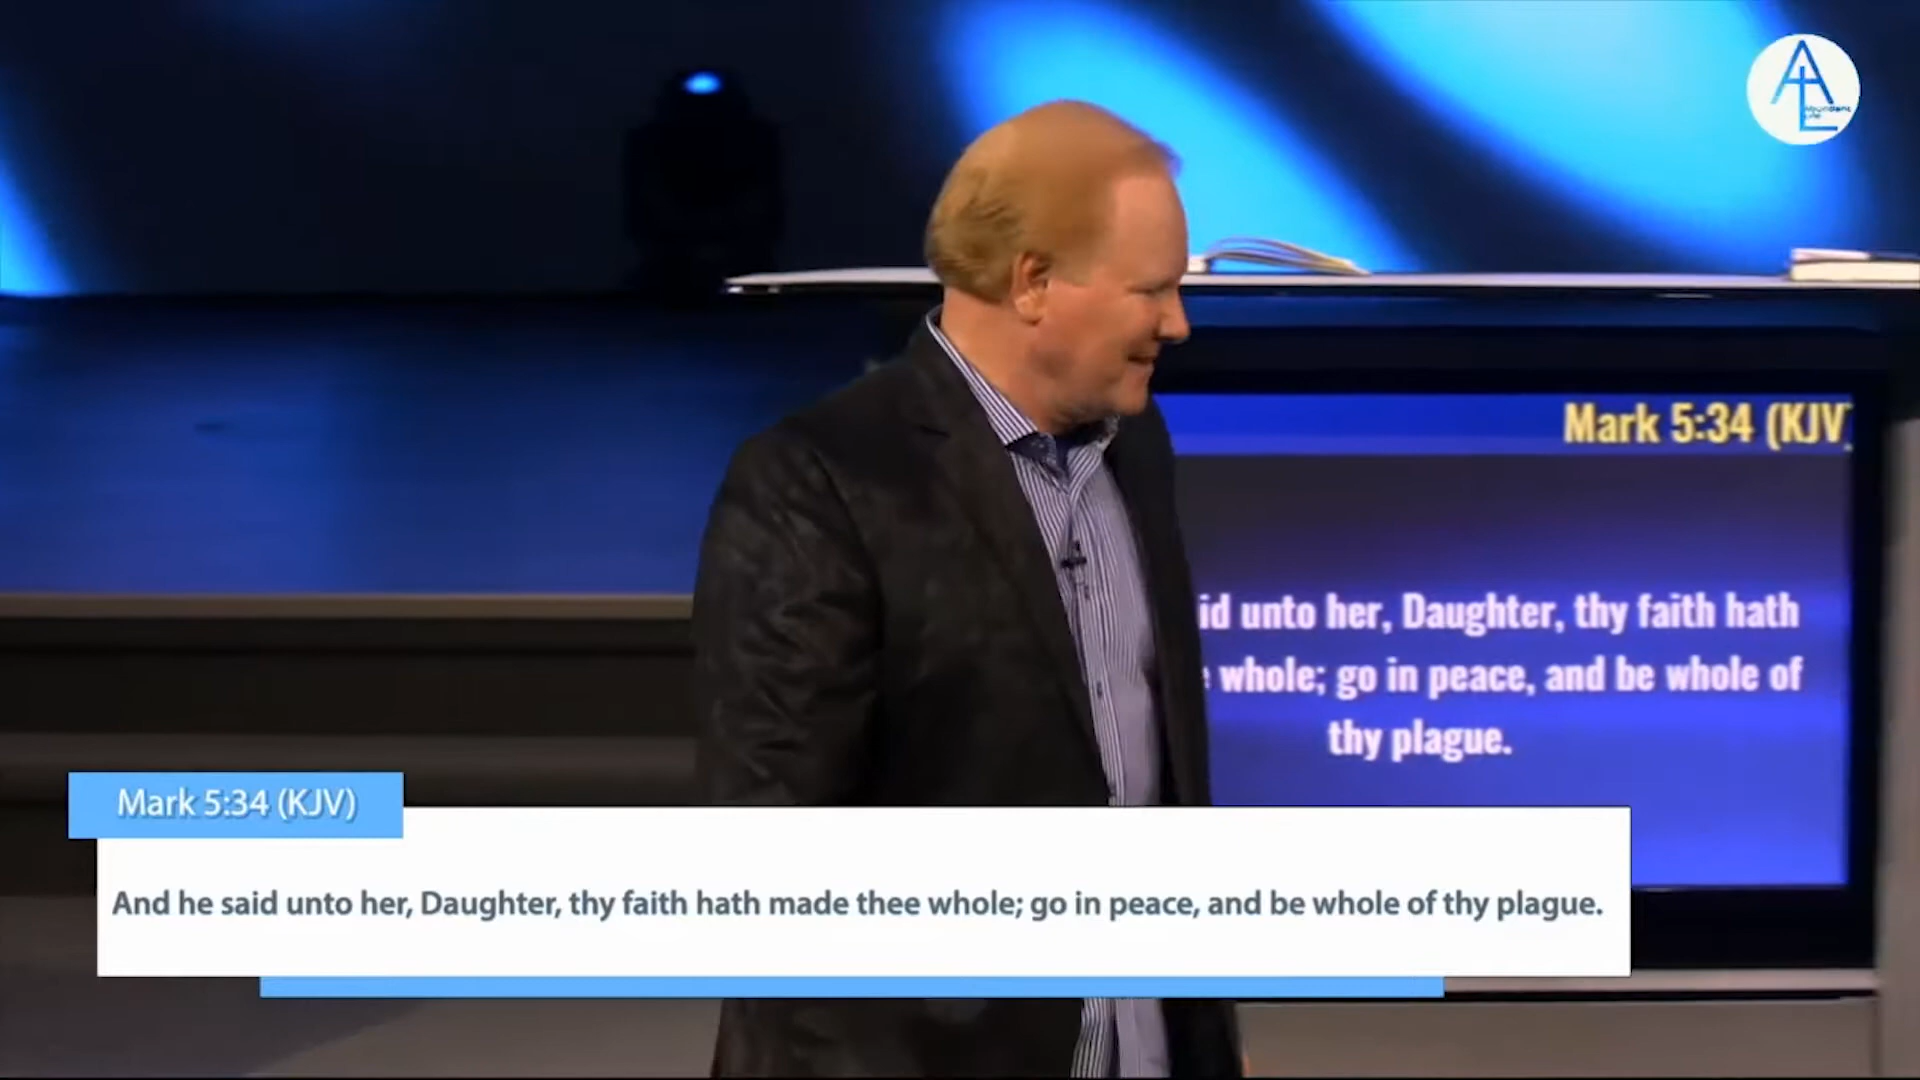 Abundant
Life
Mark 5:34 (KJV)
id unto her, Daughter, thy faith hath
whole; go in peace, and be whole of
thy plague.
Mark 5:34 (KJV)
And he said unto her, Daughter, thy faith hath made thee whole; go in peace, and be whole of thy plague.